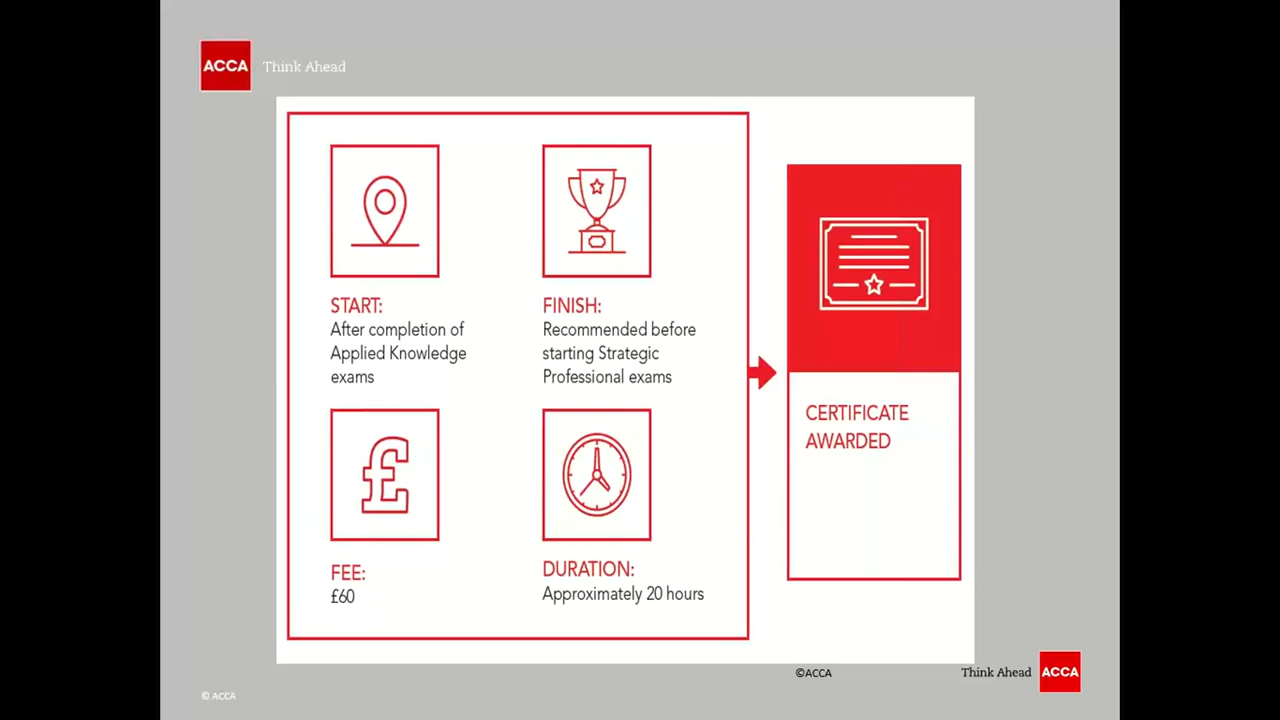 ACCA Think Ahead
START:
After completion of
Applied Knowledge
exams
FINISH:
Recommended before
starting Strategic
Professional exams
FEE:
£60
DURATION:
Approximately 20 hours
CERTIFICATE
AWARDED
©ACCA
Think Ahead ACCA
© ACCA